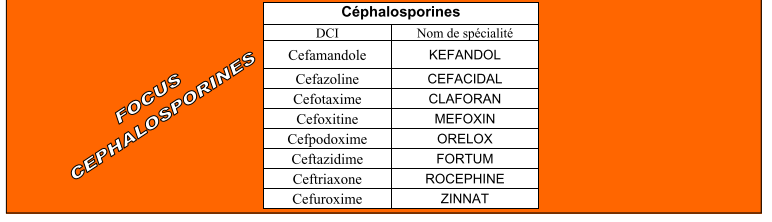 FOCUS
CEPHALOSPORINES
Céphalosporines
DCI Nom de spécialité
Cefamandole KEFANDOL
Cefazoline CEFACIDAL
Cefotaxime CLAFORAN
Cefoxitine MEFOXIN
Cefpodoxime ORELOX
Ceftazidime FORTUM
Ceftriaxone ROCEPHINE
Cefuroxime ZINNAT